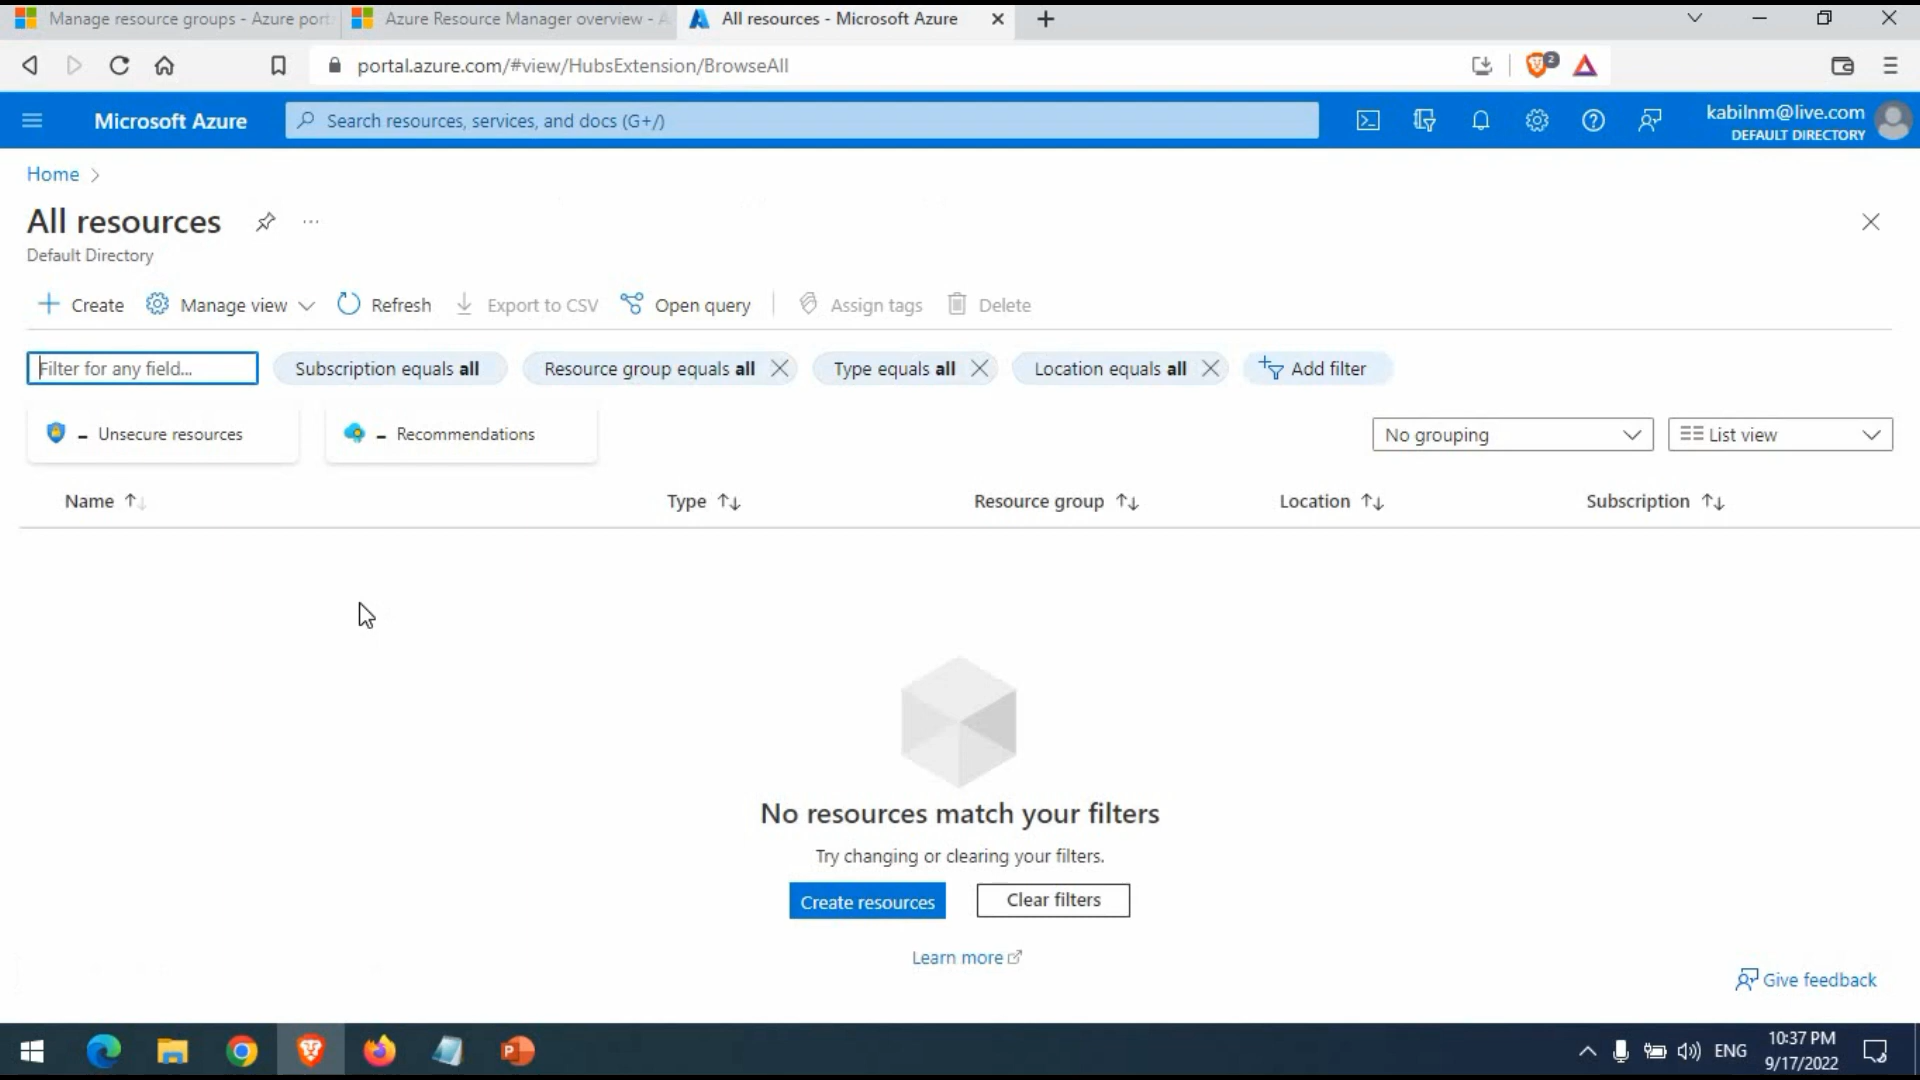 Manage resource groups - Azure port
Azure Resource Manager overview - A
All resources - Microsoft Azure
portal.azure.com/#view/HubsExtension/BrowseAll
2
Microsoft Azure
Search resources, services, and docs (G+/)
kabilnm@live.com
DEFAULT DIRECTORY
Home
All resources
Default Directory
Create
Manage view
Refresh
Export to CSV
Open query
Assign tags
Delete
Filter for any field...
Subscription equals all
Resource group equals all
Type equals all
Location equals all
Add filter
– Unsecure resources
– Recommendations
No grouping
List view
Name
Type
Resource group
Location
Subscription
No resources match your filters
Try changing or clearing your filters.
Create resources
Clear filters
Learn more
Give feedback
ENG
10:37 PM
9/17/2022